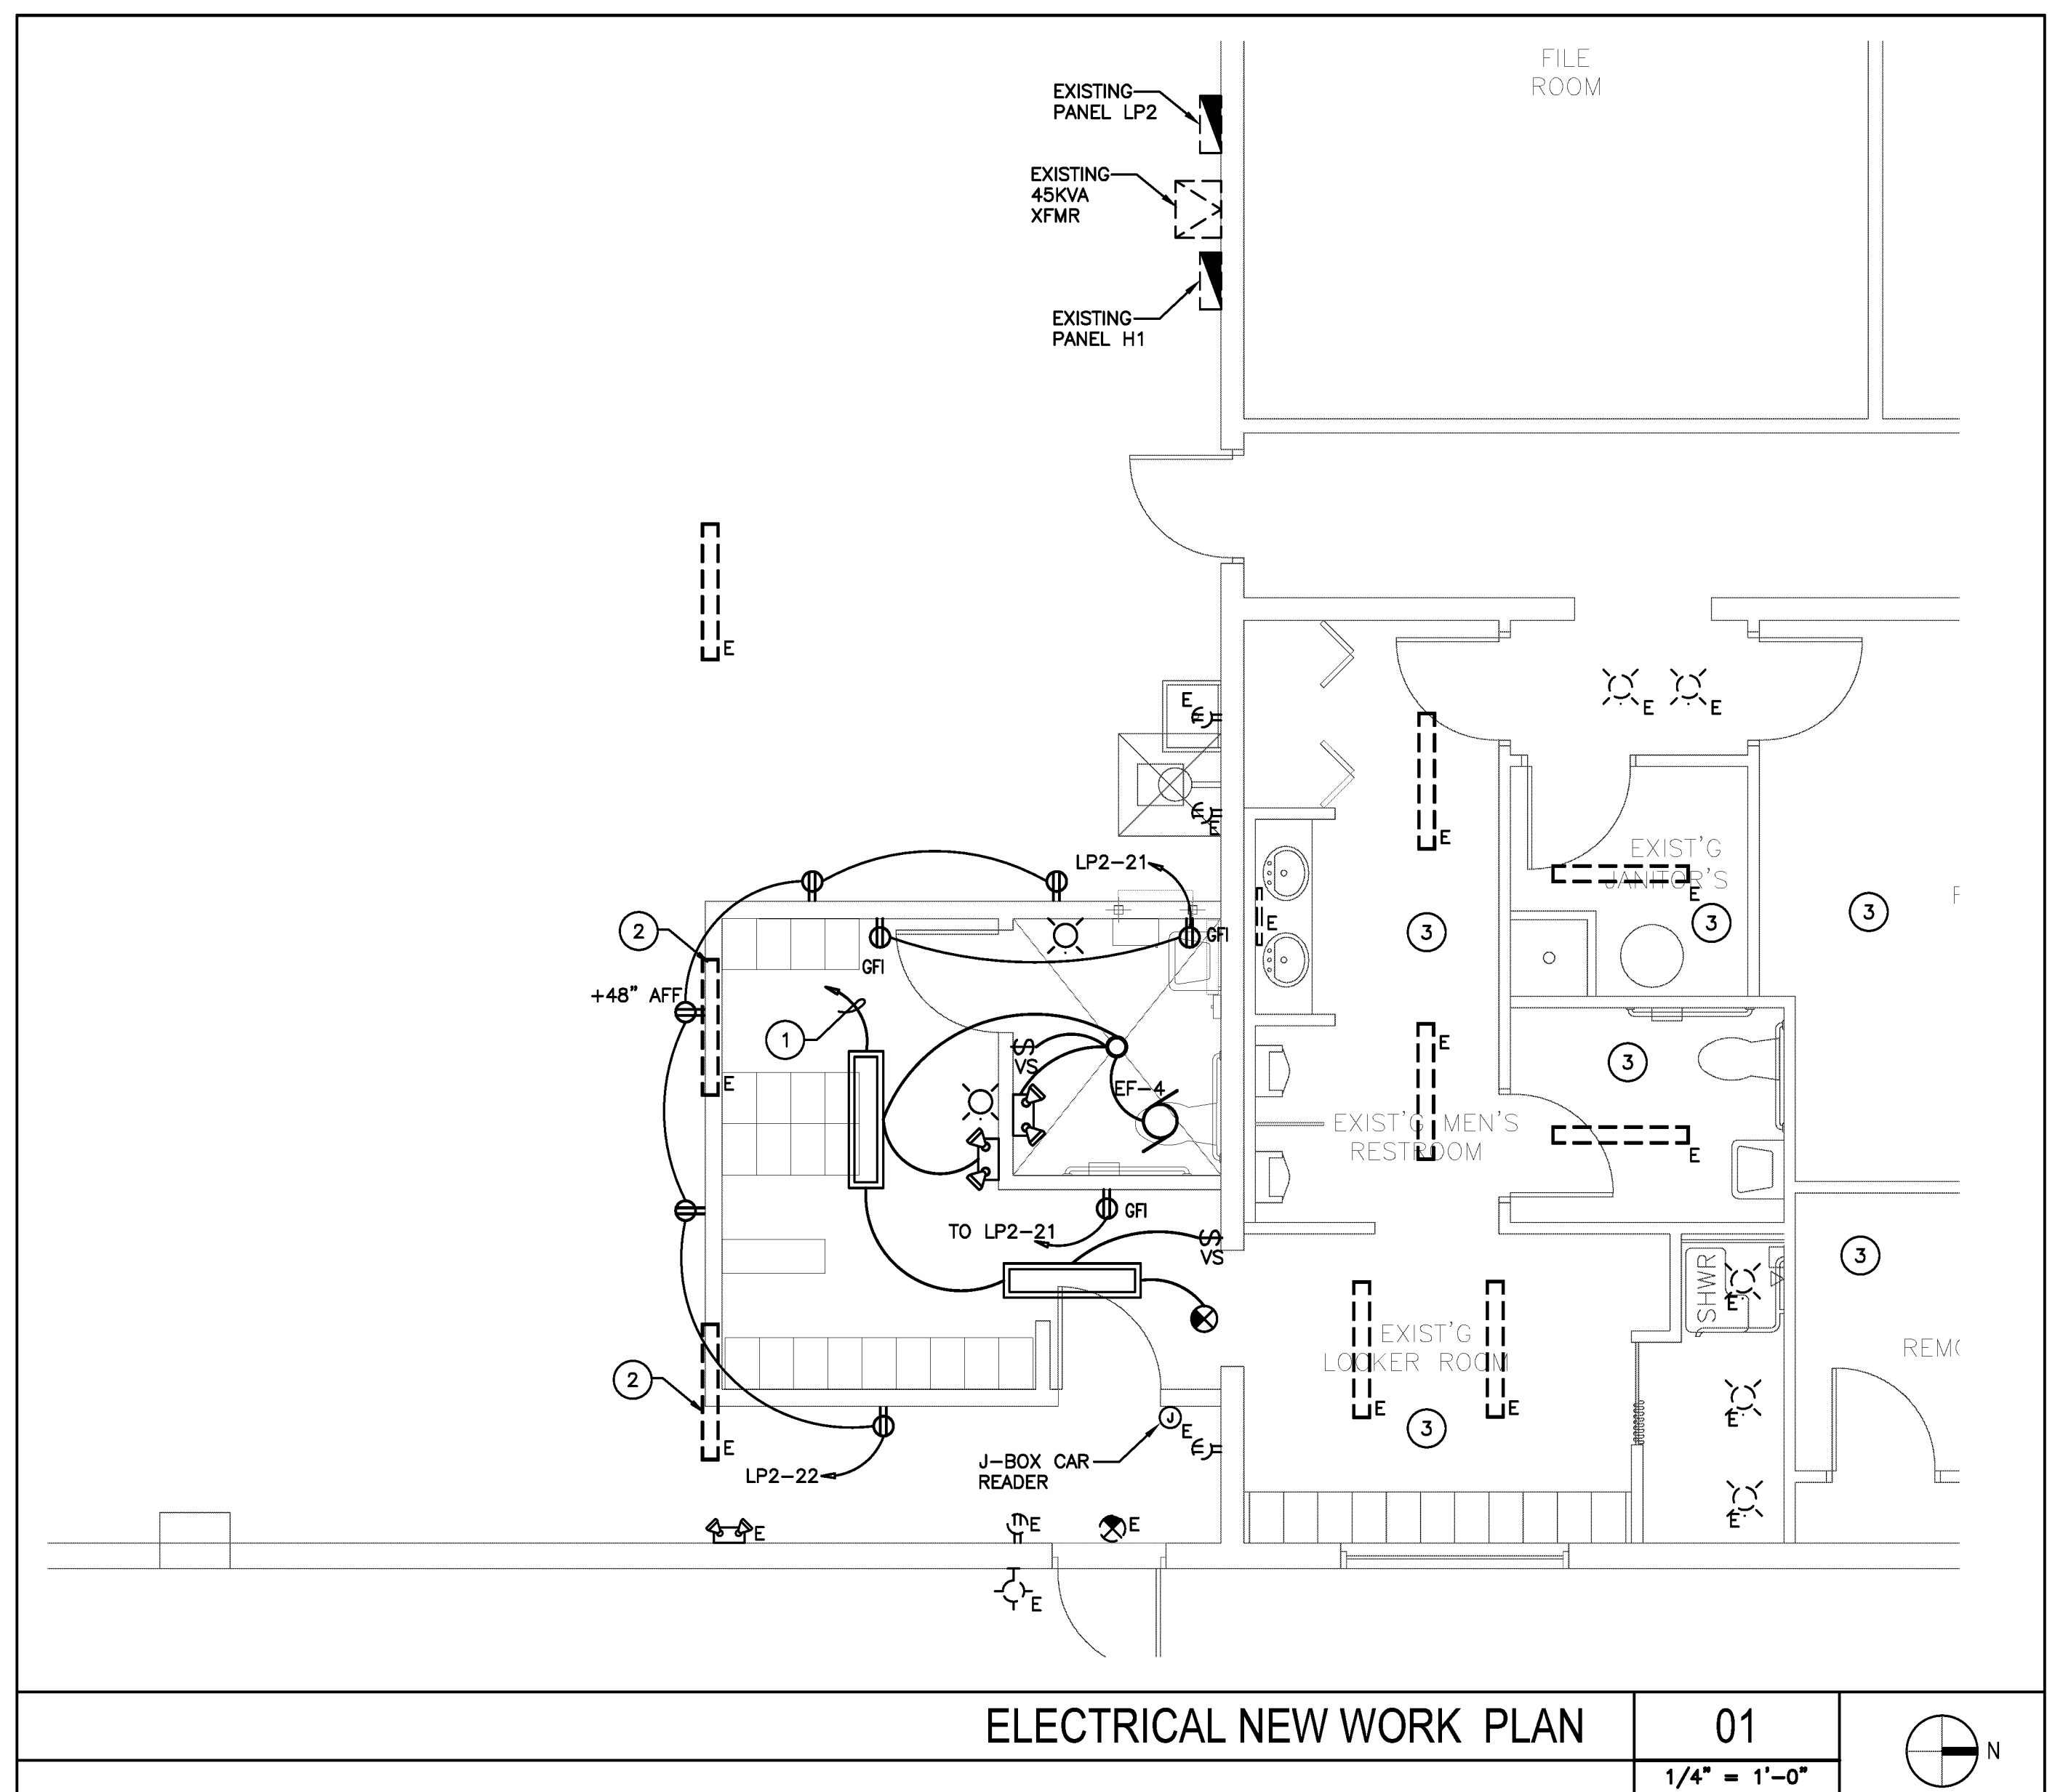 FILE
ROOM
EXISTING
PANEL LP2
EXISTING
45KVA
XFMR
EXISTING
PANEL H1
E
E
E
E
E
E
E
LP2-21
EXIST'G
JANITOR'S
E
E
GFI
3
3
3
2
GFI
+48" AFF
1
S
VS
E
3
E
EF-4
EXIST'G MEN'S
RESTROOM
E
GFI
TO LP2-21
S
VS
3
SHWR
E
EXIST'G
LOCKER ROOM
REMO
2
E
E
E
J
E
3
E
J-BOX CAR
READER
LP2-22
E
E
E
E
E
ELECTRICAL NEW WORK PLAN
01
N
1/4" = 1'-0"